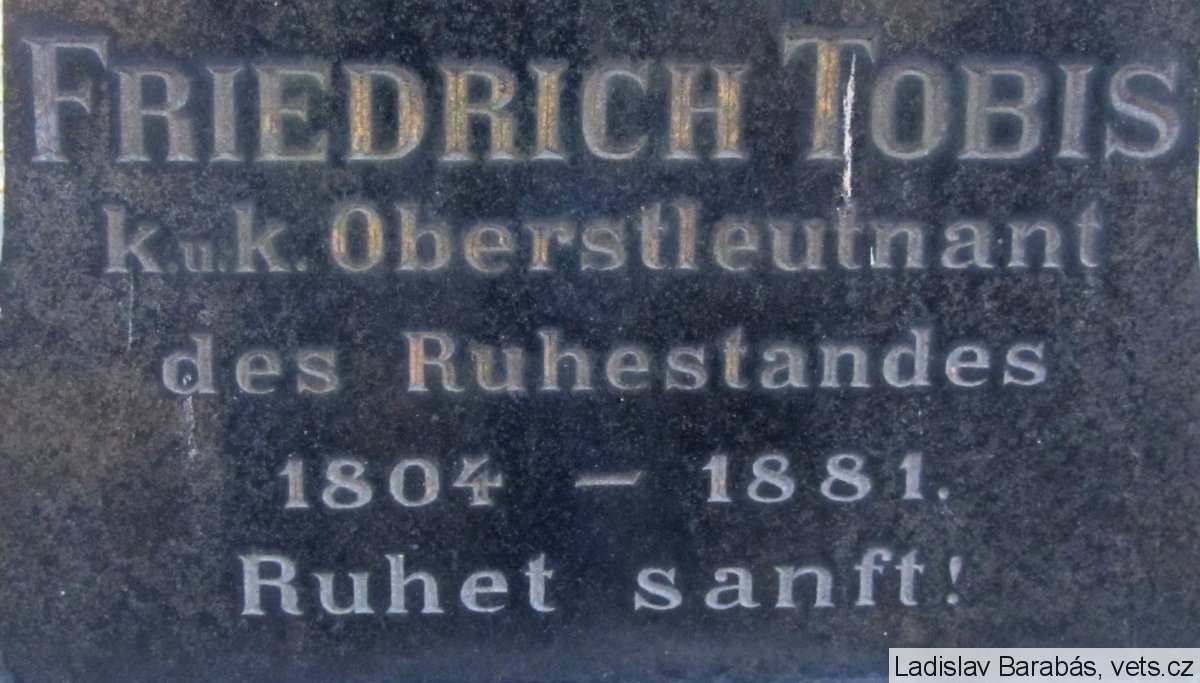 FRIEDRICH TOBIS
k.u.k. Oberstleutnant
des Ruhestandes
1804 — 1881.
Ruhet sanft!
Ladislav Barabás, vets.cz